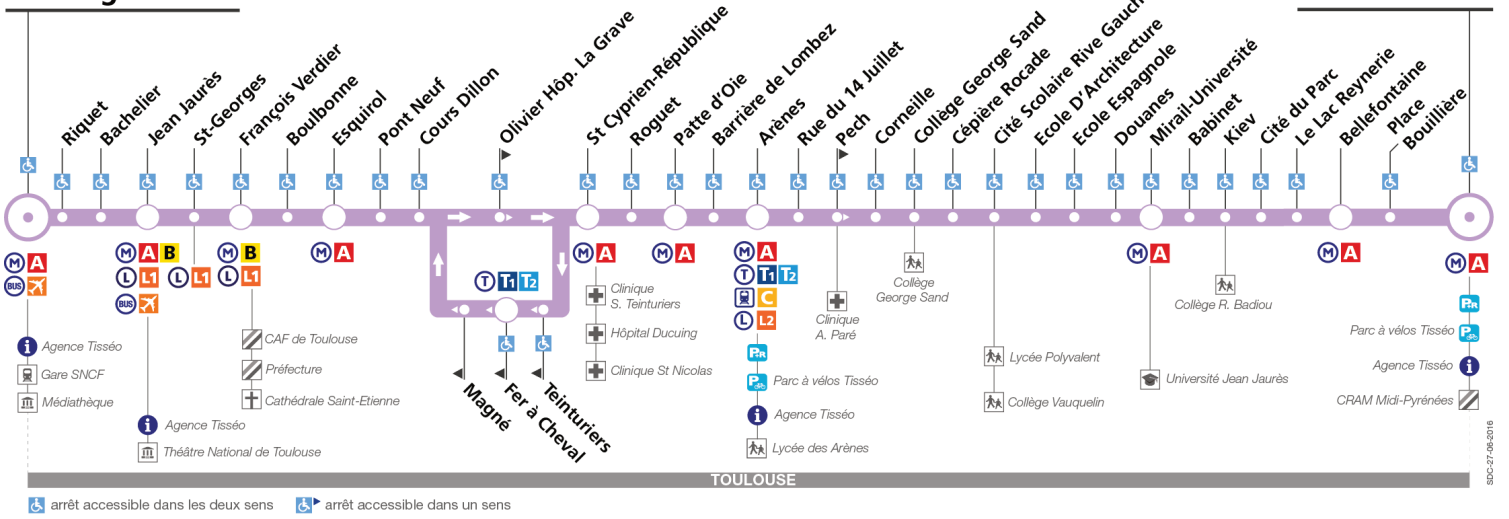 Riquet
Bachelier
Jean Jaurès
St-Georges
François Verdier
Boulbonne
Esquirol
Pont Neuf
Cours Dillon
Olivier Hôp. La Grave
St Cyprien-République
Roguet
Patte d'Oie
Barrière de Lombez
Arènes
Rue du 14 Juillet
Pech
Corneille
Collège George Sand
Cépière Rocade
Cité Scolaire Rive
Ecole D'Architecture
Ecole Espagnole
Douanes
Mirail-Université
Babinet
Kiev
Cité du Parc
Le Lac Reynerie
Bellefontaine
Place
Bouillière
M A
BUS
Agence Tisséo
Gare SNCF
Médiathèque
M A B
L L1
BUS
Agence Tisséo
Théâtre National de Toulouse
L L1
M B
L L1
CAF de Toulouse
Préfecture
Cathédrale Saint-Etienne
M A
T T1 T2
Magné
Fer à Cheval
Teinturiers
M A
Clinique
S. Teinturiers
Hôpital Ducuing
Clinique St Nicolas
M A
M A
T T1 T2
C
L L2
P+R
P
Parc à vélos Tisséo
Agence Tisséo
Lycée des Arènes
Clinique
A. Paré
Collège
George Sand
Lycée Polyvalent
Collège Vauquelin
M A
Université Jean Jaurès
Collège R. Badiou
M A
M A
P+R
Parc à vélos Tisséo P
Agence Tisséo
CRAM Midi-Pyrénées
TOULOUSE
arrêt accessible dans les deux sens
arrêt accessible dans un sens
SDC-27-06-2016